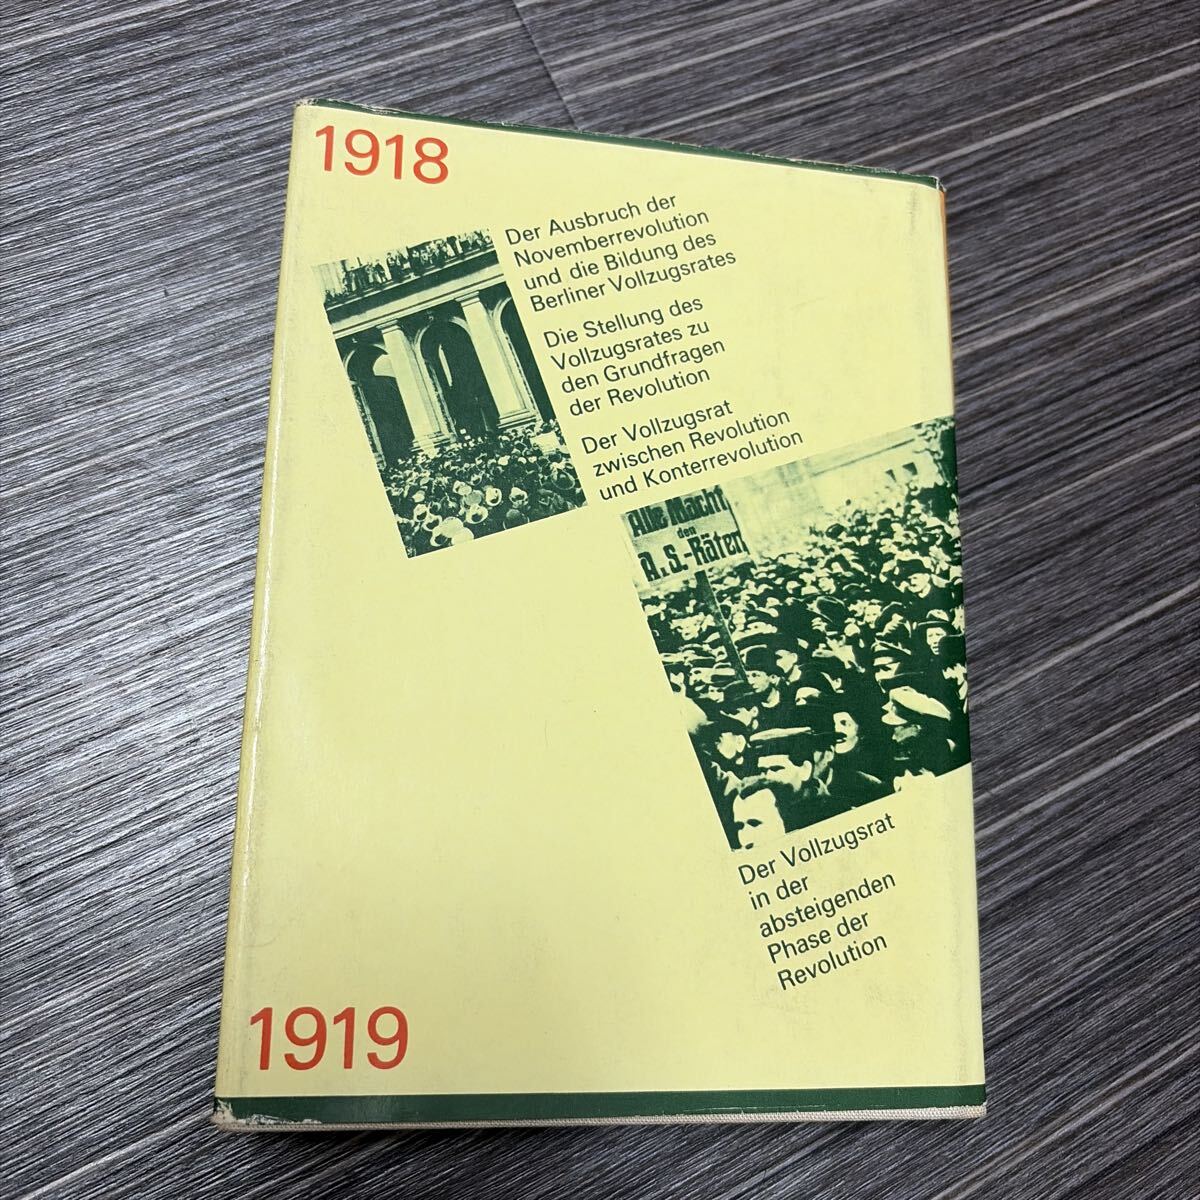 1918
Der Ausbruch der
Novemberrevolution
und die Bildung des
Berliner Vollzugsrates
Die Stellung des
Vollzugsrates zu
den Grundfragen
der Revolution
Der Vollzugsrat
zwischen Revolution
und Konterrevolution
Alle Macht
den
A.S.-Räten
Der Vollzugsrat
in der
absteigenden
Phase der
Revolution
1919